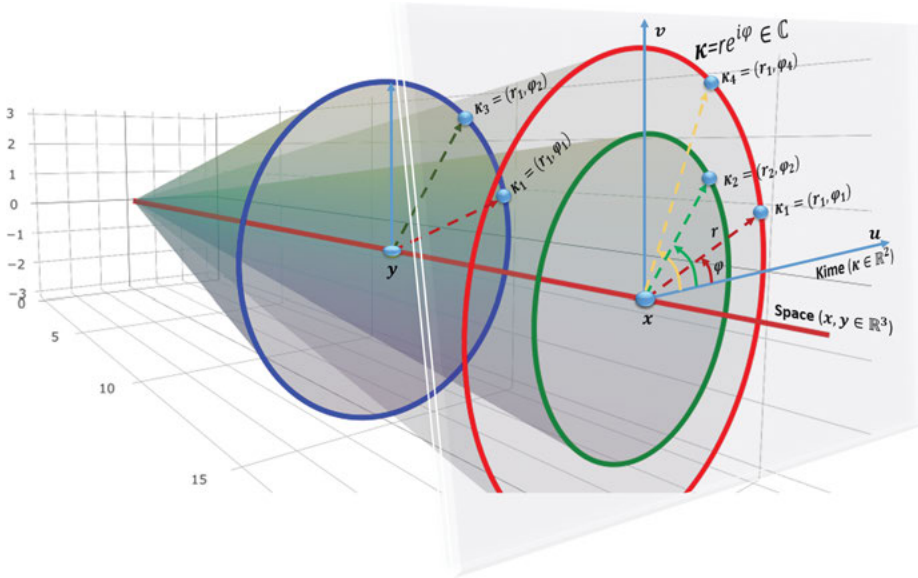 v
κ=re^{iφ} ∈ ℂ
κ₄ = (r₁, φ₄)
κ₃ = (r₁, φ₂)
κ₁ = (r₁, φ₁)
κ₂ = (r₂, φ₂)
κ₁ = (r₁, φ₁)
r
φ
u
Kime (κ ∈ ℝ²)
y
x
Space (x, y ∈ ℝ³)
3
2
1
0
−1
−2
−3
0
5
10
15